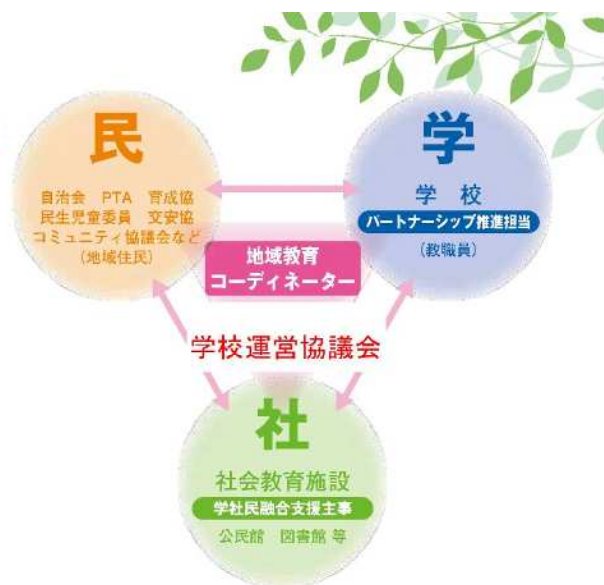 民
自治会 PTA 育成協
民生児童委員 交安協
コミュニティ協議会など
(地域住民)
学
学校
パートナーシップ推進担当
(教職員)
地域教育
コーディネーター
学校運営協議会
社
社会教育施設
学社民融合支援主事
公民館 図書館 等